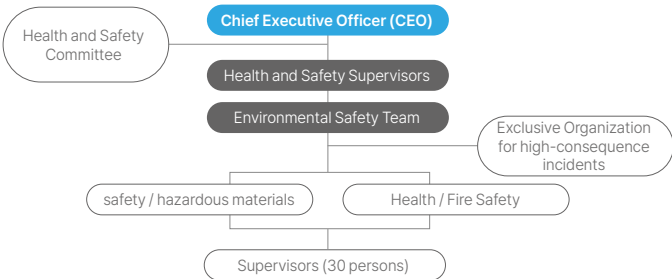 Chief Executive Officer (CEO)
Health and Safety
Committee
Health and Safety Supervisors
Environmental Safety Team
Exclusive Organization
for high-consequence
incidents
safety / hazardous materials
Health / Fire Safety
Supervisors (30 persons)